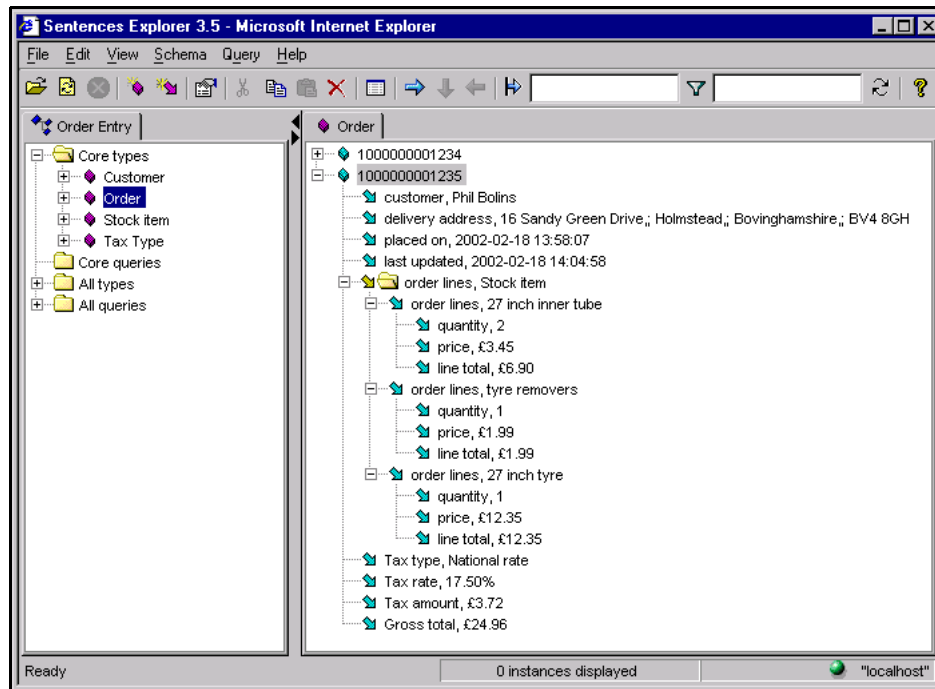 Sentences Explorer 3.5 - Microsoft Internet Explorer
File Edit View Schema Query Help
Order Entry
Core types
Customer
Order
Stock item
Tax Type
Core queries
All types
All queries
Order
1000000001234
1000000001235
customer, Phil Bolins
delivery address, 16 Sandy Green Drive,; Holmstead,; Bovinghamshire,; BV4 8GH
placed on, 2002-02-18 13:58:07
last updated, 2002-02-18 14:04:58
order lines, Stock item
order lines, 27 inch inner tube
quantity, 2
price, £3.45
line total, £6.90
order lines, tyre removers
quantity, 1
price, £1.99
line total, £1.99
order lines, 27 inch tyre
quantity, 1
price, £12.35
line total, £12.35
Tax type, National rate
Tax rate, 17.50%
Tax amount, £3.72
Gross total, £24.96
Ready
0 instances displayed
"localhost"